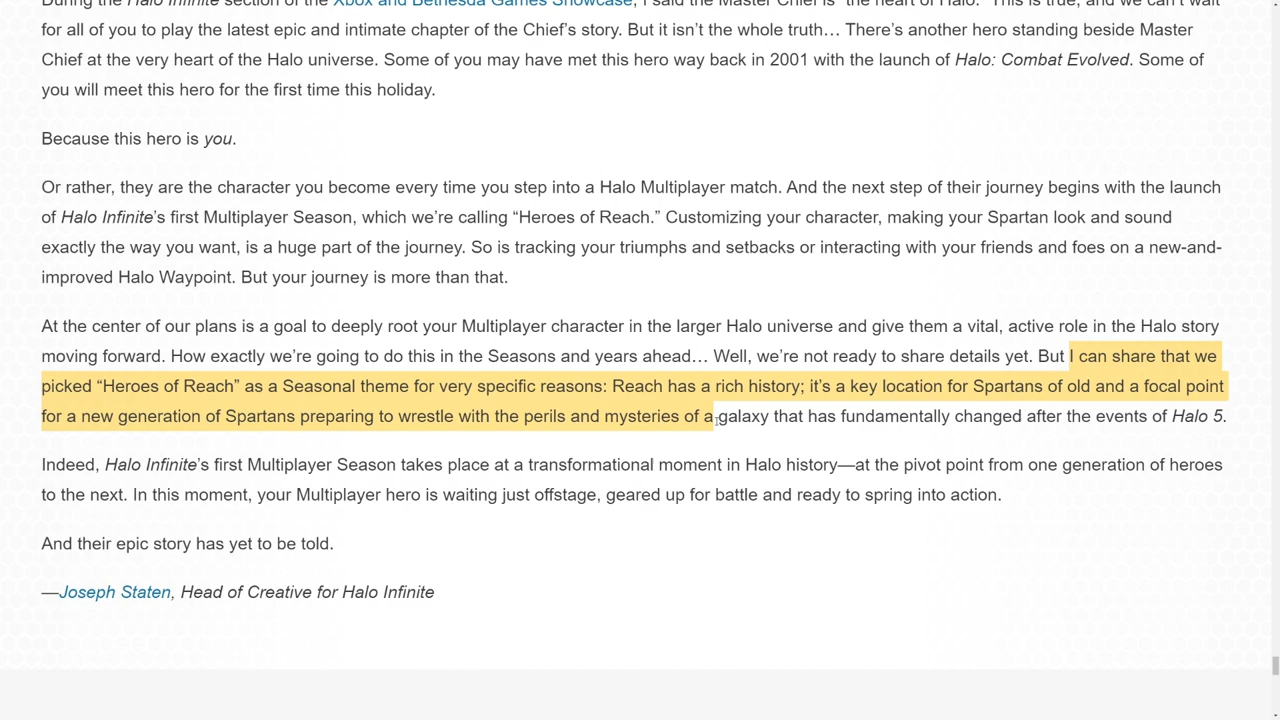 During the Halo Infinite section of the Xbox and Bethesda Games Showcase, I said the Master Chief is "the heart of Halo." This is true, and we can't wait
for all of you to play the latest epic and intimate chapter of the Chief's story. But it isn't the whole truth… There's another hero standing beside Master
Chief at the very heart of the Halo universe. Some of you may have met this hero way back in 2001 with the launch of Halo: Combat Evolved. Some of
you will meet this hero for the first time this holiday.
Because this hero is you.
Or rather, they are the character you become every time you step into a Halo Multiplayer match. And the next step of their journey begins with the launch
of Halo Infinite's first Multiplayer Season, which we're calling “Heroes of Reach.” Customizing your character, making your Spartan look and sound
exactly the way you want, is a huge part of the journey. So is tracking your triumphs and setbacks or interacting with your friends and foes on a new-and-
improved Halo Waypoint. But your journey is more than that.
At the center of our plans is a goal to deeply root your Multiplayer character in the larger Halo universe and give them a vital, active role in the Halo story
moving forward. How exactly we're going to do this in the Seasons and years ahead… Well, we're not ready to share details yet. But I can share that we
picked “Heroes of Reach” as a Seasonal theme for very specific reasons: Reach has a rich history; it's a key location for Spartans of old and a focal point
for a new generation of Spartans preparing to wrestle with the perils and mysteries of a galaxy that has fundamentally changed after the events of Halo 5.
Indeed, Halo Infinite's first Multiplayer Season takes place at a transformational moment in Halo history—at the pivot point from one generation of heroes
to the next. In this moment, your Multiplayer hero is waiting just offstage, geared up for battle and ready to spring into action.
And their epic story has yet to be told.
—Joseph Staten, Head of Creative for Halo Infinite